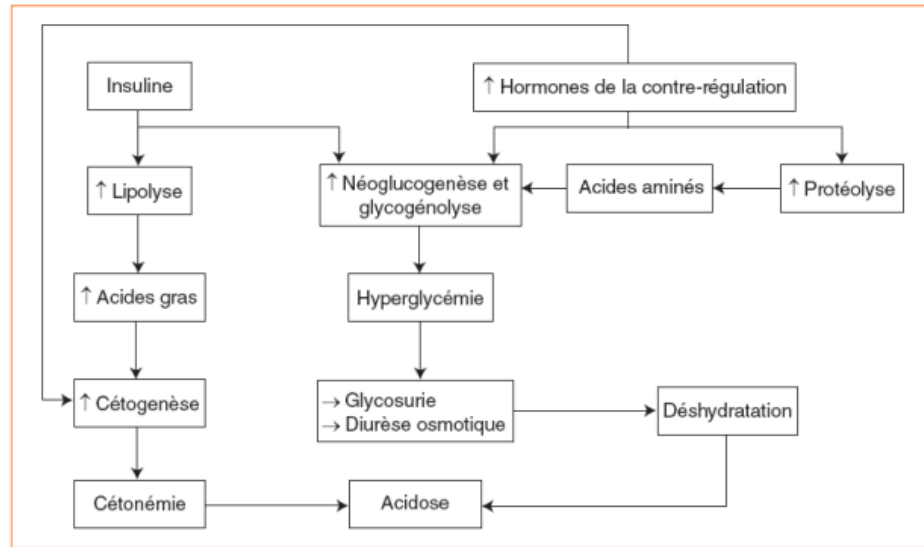 Insuline
↑ Hormones de la contre-régulation
↑ Lipolyse
↑ Néoglucogenèse et
glycogénolyse
Acides aminés
↑ Protéolyse
↑ Acides gras
Hyperglycémie
↑ Cétogenèse
→ Glycosurie
→ Diurèse osmotique
Déshydratation
Cétonémie
Acidose